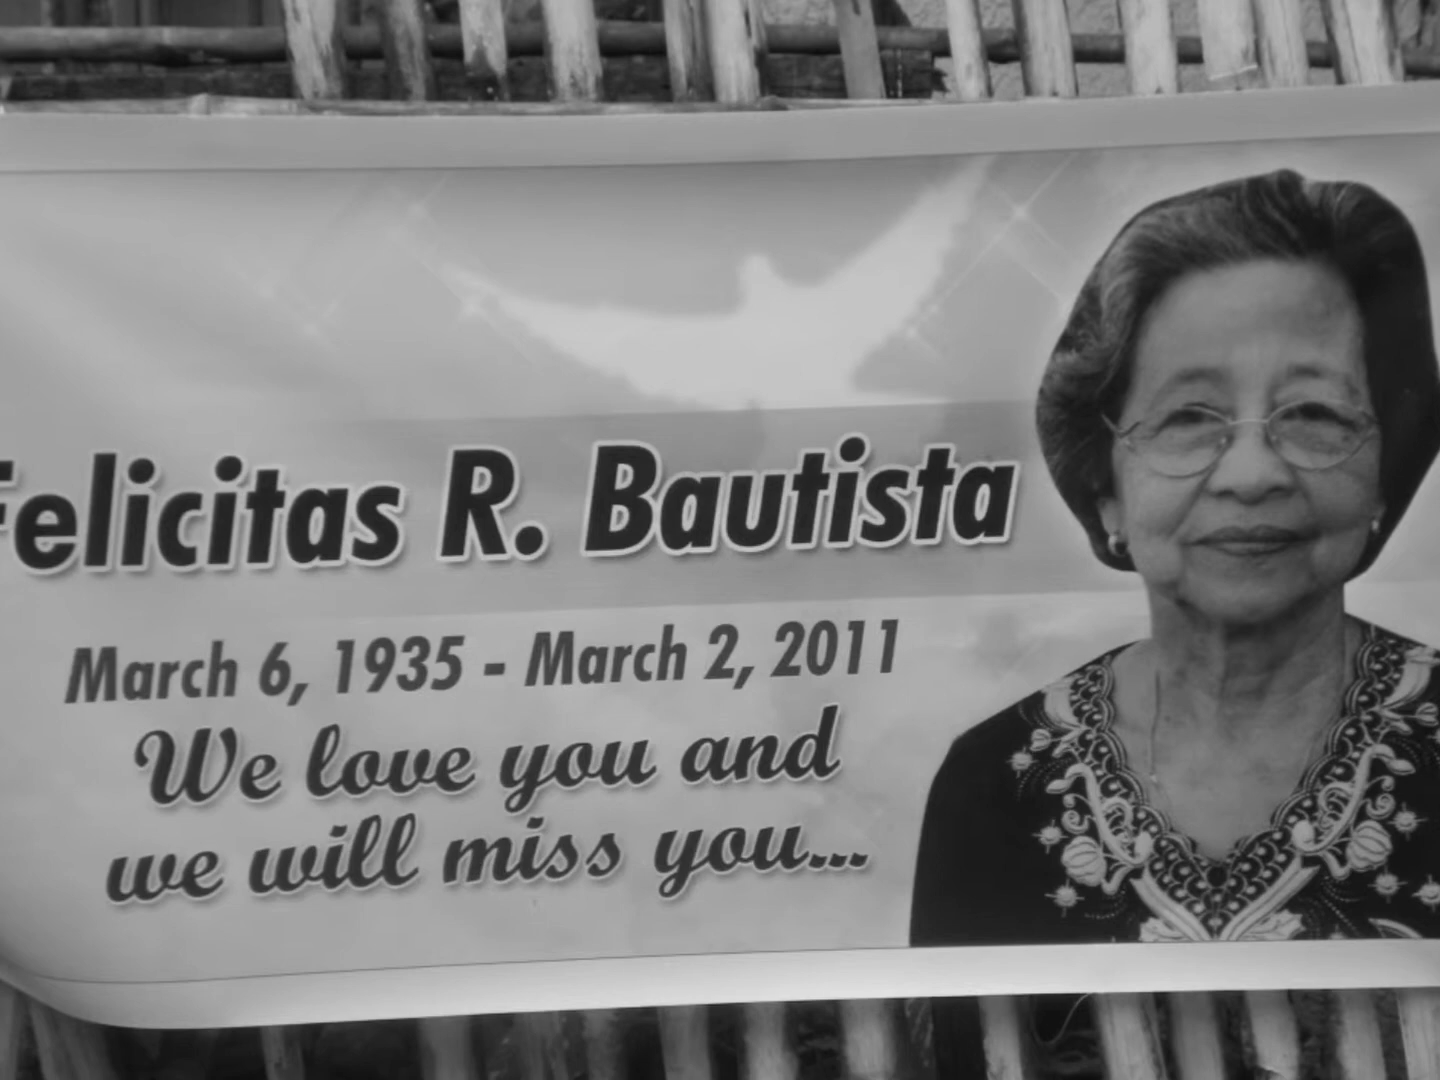 Felicitas R. Bautista
March 6, 1935 - March 2, 2011
We love you and
we will miss you...